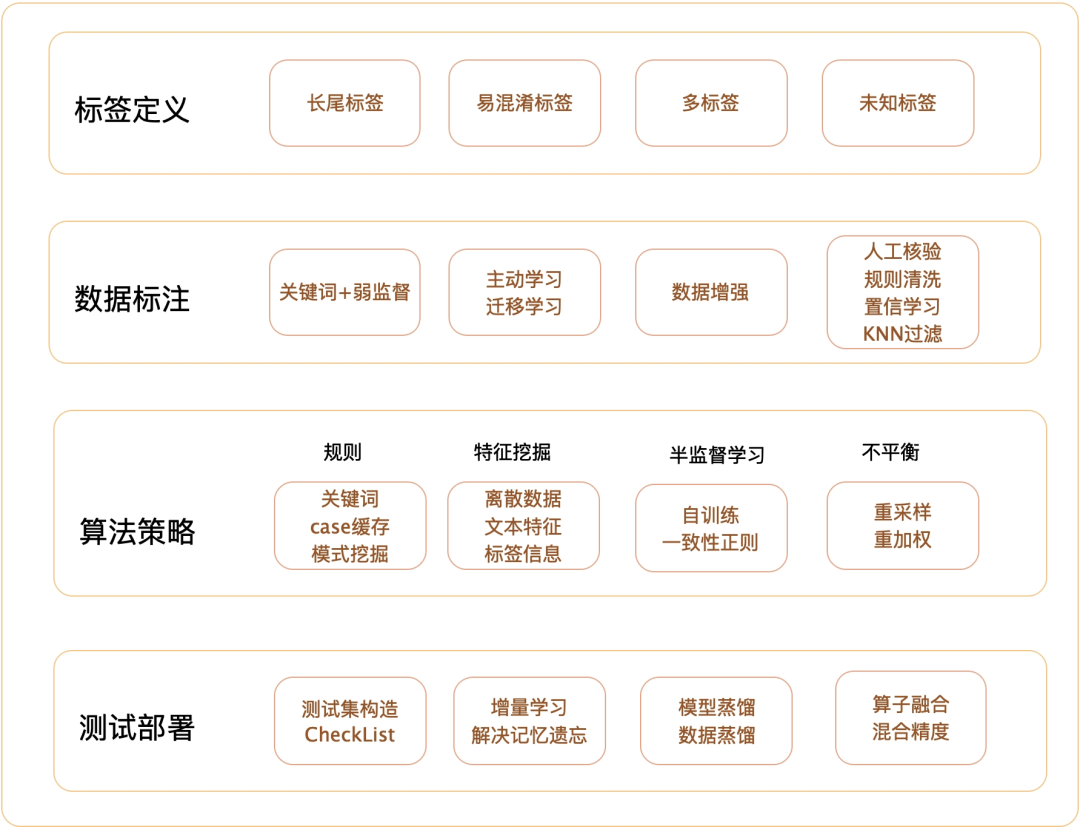 标签定义
长尾标签
易混淆标签
多标签
未知标签
数据标注
关键词+弱监督
主动学习
迁移学习
数据增强
人工核验
规则清洗
置信学习
KNN过滤
算法策略
规则
关键词
case缓存
模式挖掘
特征挖掘
离散数据
文本特征
标签信息
半监督学习
自训练
一致性正则
不平衡
重采样
重加权
测试部署
测试集构造
CheckList
增量学习
解决记忆遗忘
模型蒸馏
数据蒸馏
算子融合
混合精度